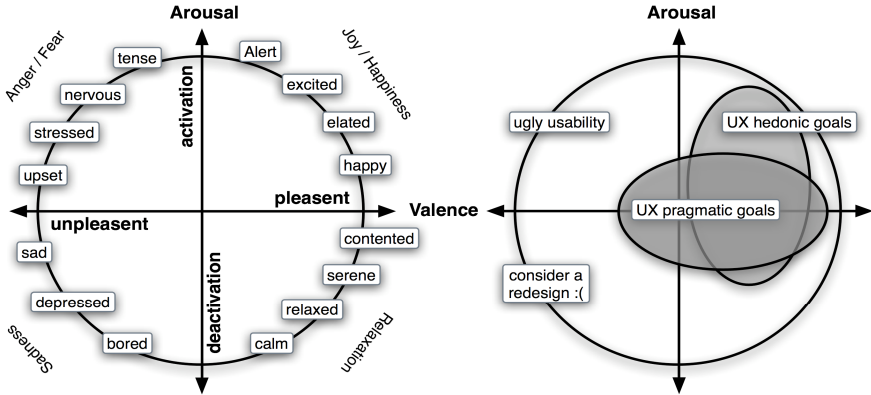 Arousal
Anger / Fear
Joy / Happiness
tense
Alert
nervous
excited
stressed
elated
upset
happy
activation
pleasent
unpleasent
Valence
sad
contented
depressed
serene
bored
relaxed
calm
deactivation
Sadness
Relaxation
Arousal
ugly usability
UX hedonic goals
UX pragmatic goals
consider a
redesign :(